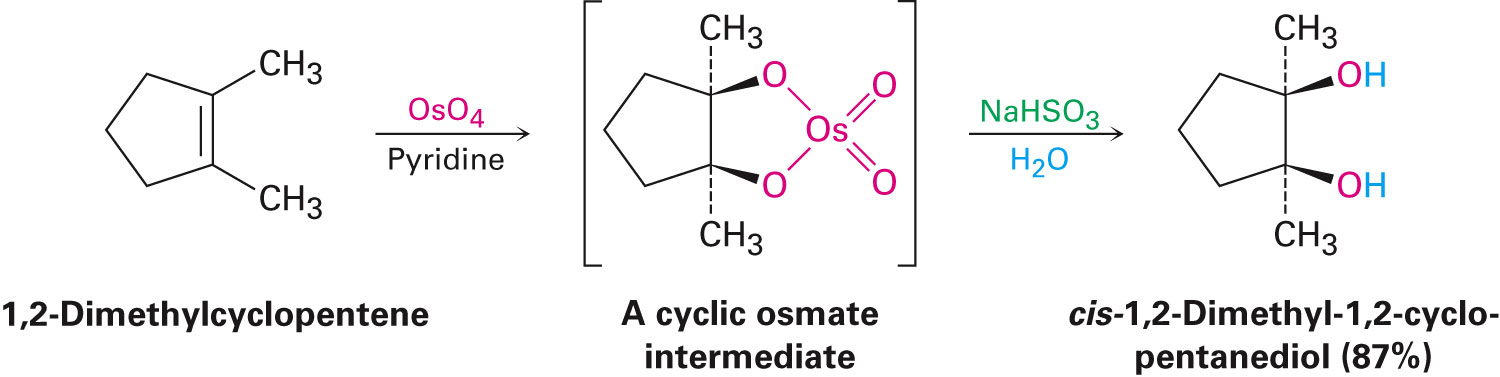 CH₃
CH₃
OsO₄
Pyridine
CH₃
O
O
Os
O
O
CH₃
NaHSO₃
H₂O
CH₃
OH
OH
CH₃
1,2-Dimethylcyclopentene
A cyclic osmate
intermediate
cis-1,2-Dimethyl-1,2-cyclo-
pentanediol (87%)